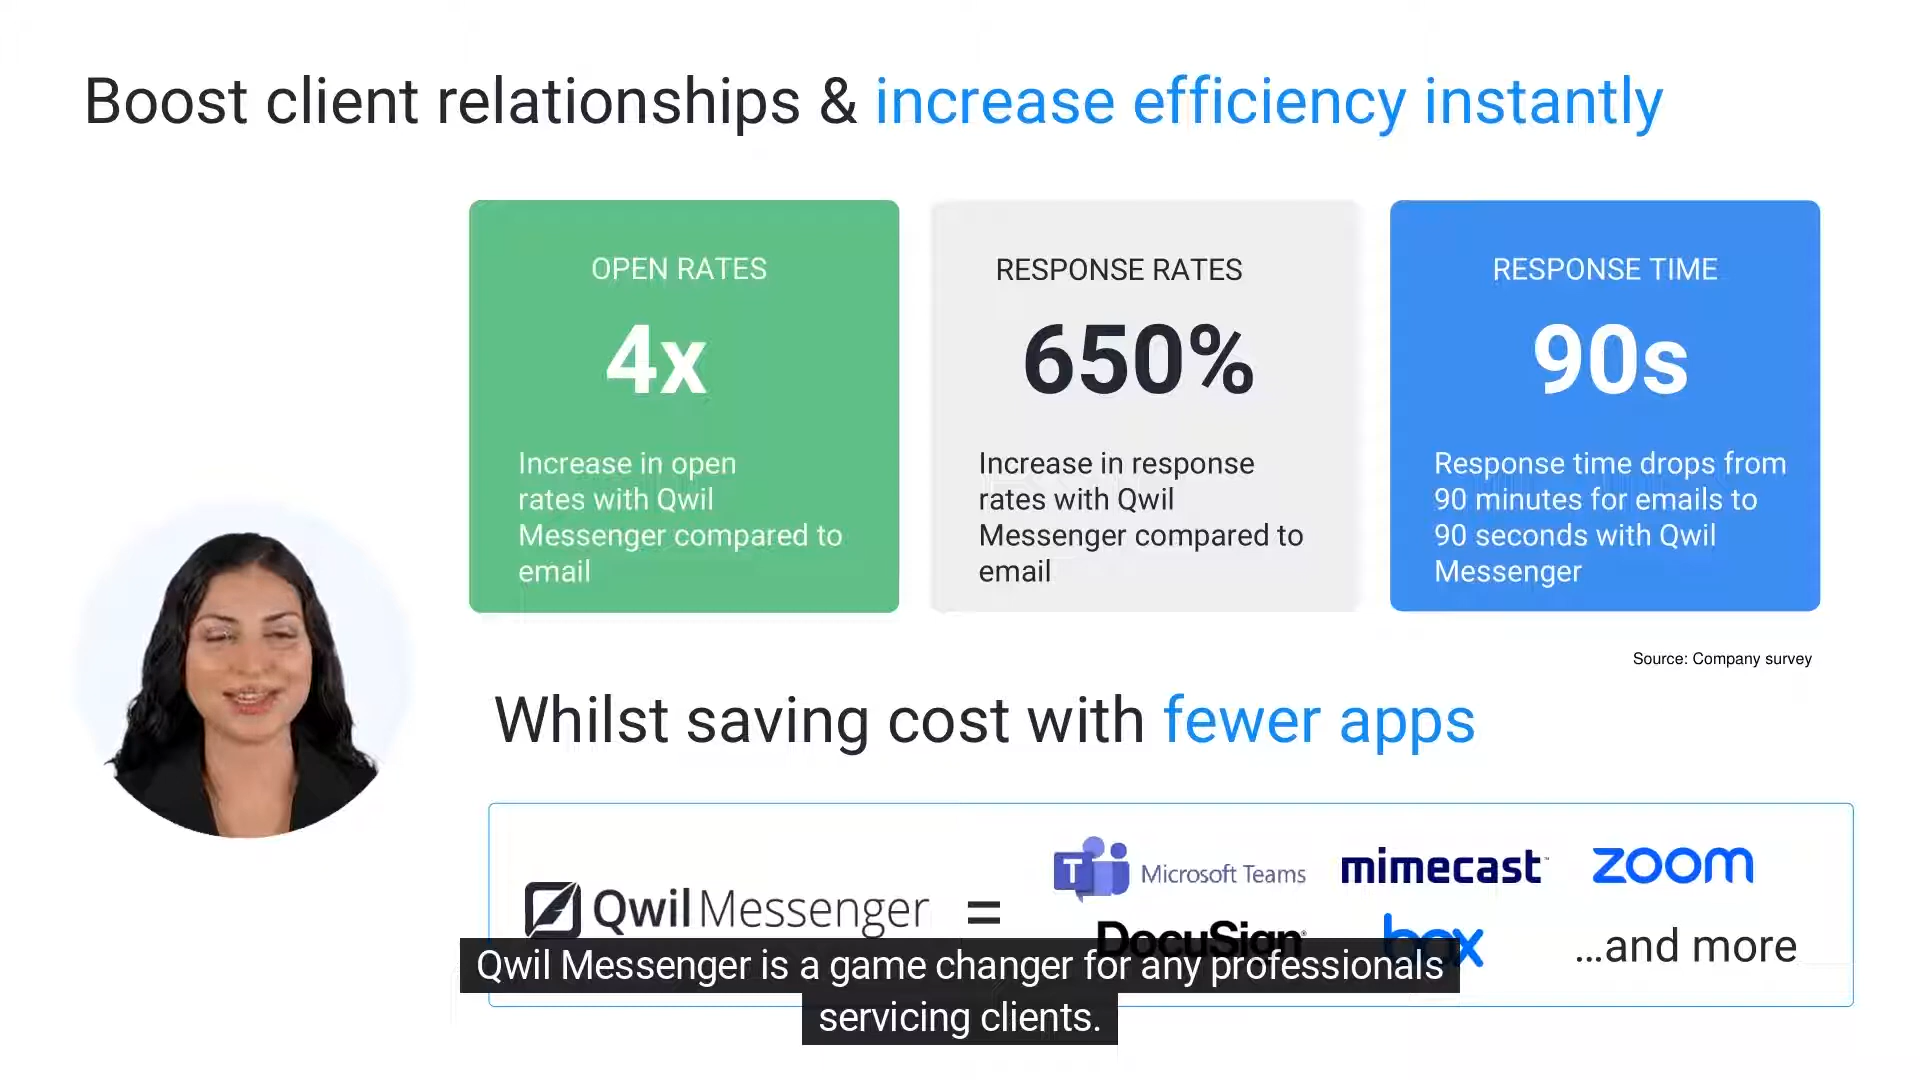 Boost client relationships & increase efficiency instantly
OPEN RATES
4x
Increase in open
rates with Qwil
Messenger compared to
email
RESPONSE RATES
650%
Increase in response
rates with Qwil
Messenger compared to
email
RESPONSE TIME
90s
Response time drops from
90 minutes for emails to
90 seconds with Qwil
Messenger
Source: Company survey
Whilst saving cost with fewer apps
Qwil Messenger =
T Microsoft Teams
mimecast™
zoom
DocuSign®
box
...and more
Qwil Messenger is a game changer for any professionals
servicing clients.